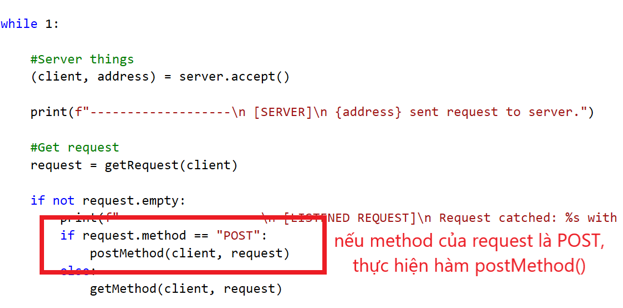 while 1:
#Server things
(client, address) = server.accept()
print(f"-------------------\n [SERVER]\n {address} sent request to server.")
#Get request
request = getRequest(client)
if not request.empty:
print(f" \n [LISTENED REQUEST]\n Request catched: %s with
if request.method == "POST":
postMethod(client, request)
else:
getMethod(client, request)
nếu method của request là POST,
thực hiện hàm postMethod()